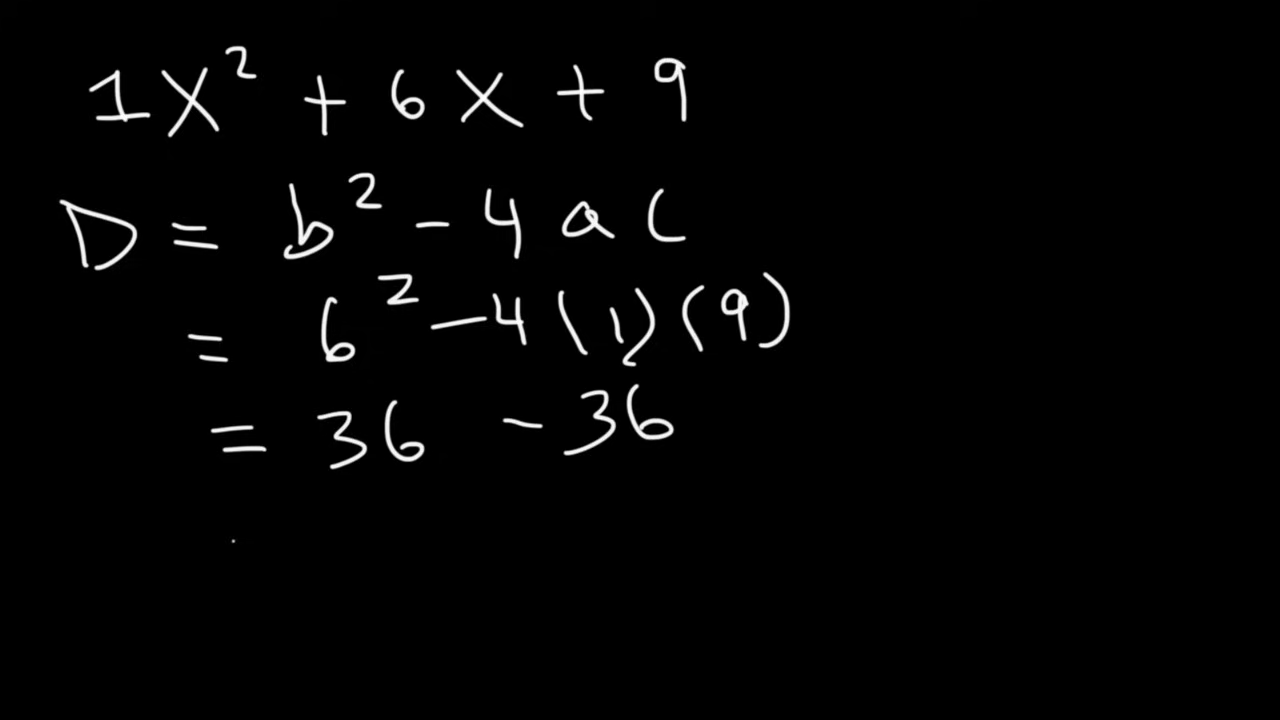 1x² + 6x + 9
D = b² - 4ac
= 6² - 4(1)(9)
= 36 - 36